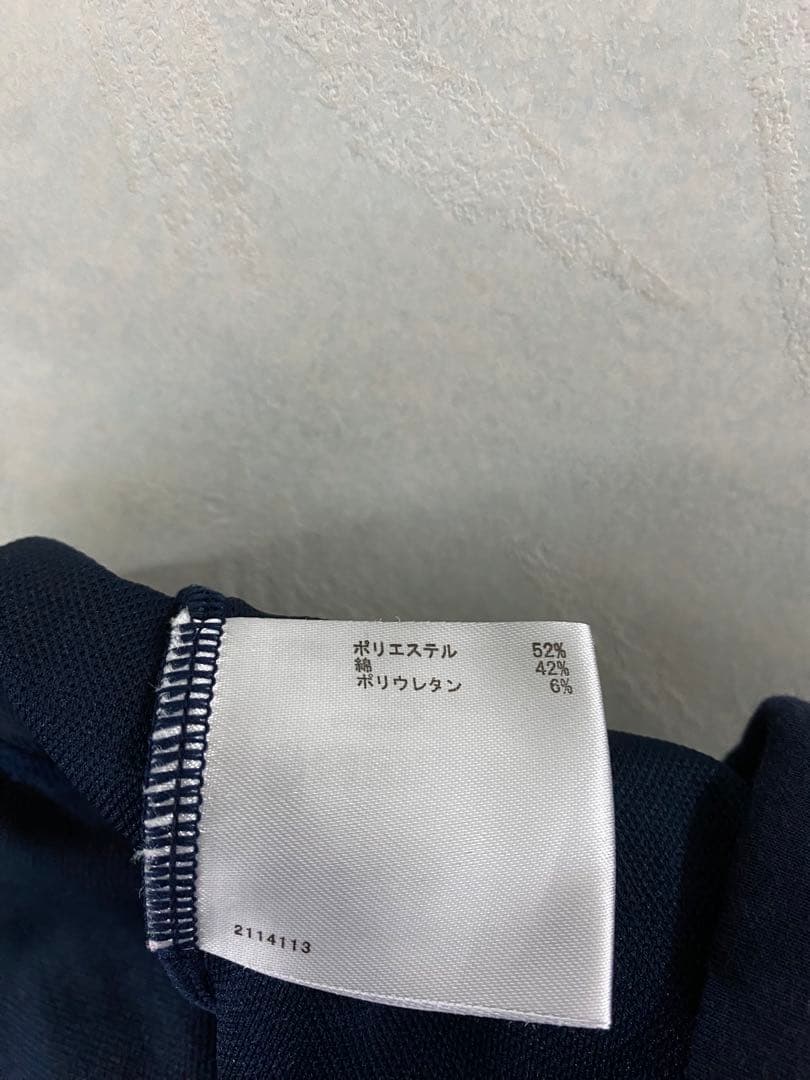 ポリエステル 52%
綿 42%
ポリウレタン 6%
2114113